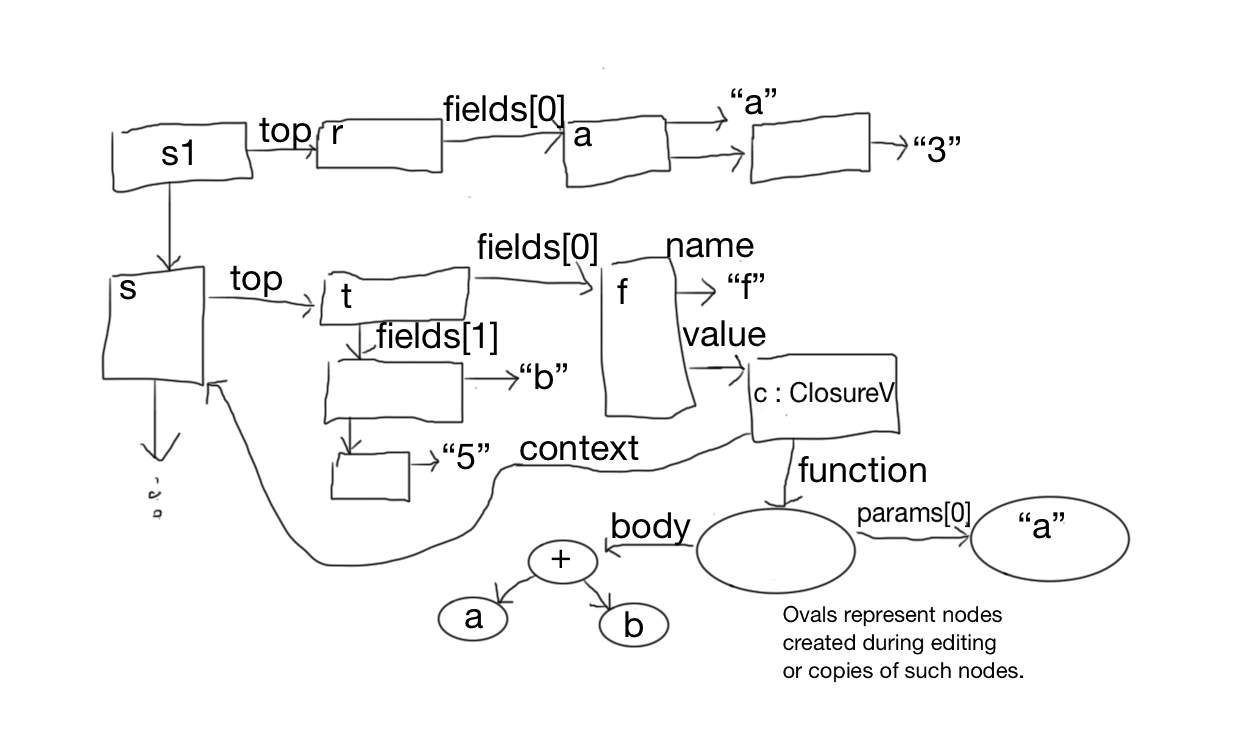 fields[0]
“a”
top
r
a
s1
“3”
fields[0]
name
s
top
t
f
“f”
fields[1]
value
“b”
c : ClosureV
“5”
context
function
params[0]
body
“a”
+
a
b
Ovals represent nodes
created during editing
or copies of such nodes.